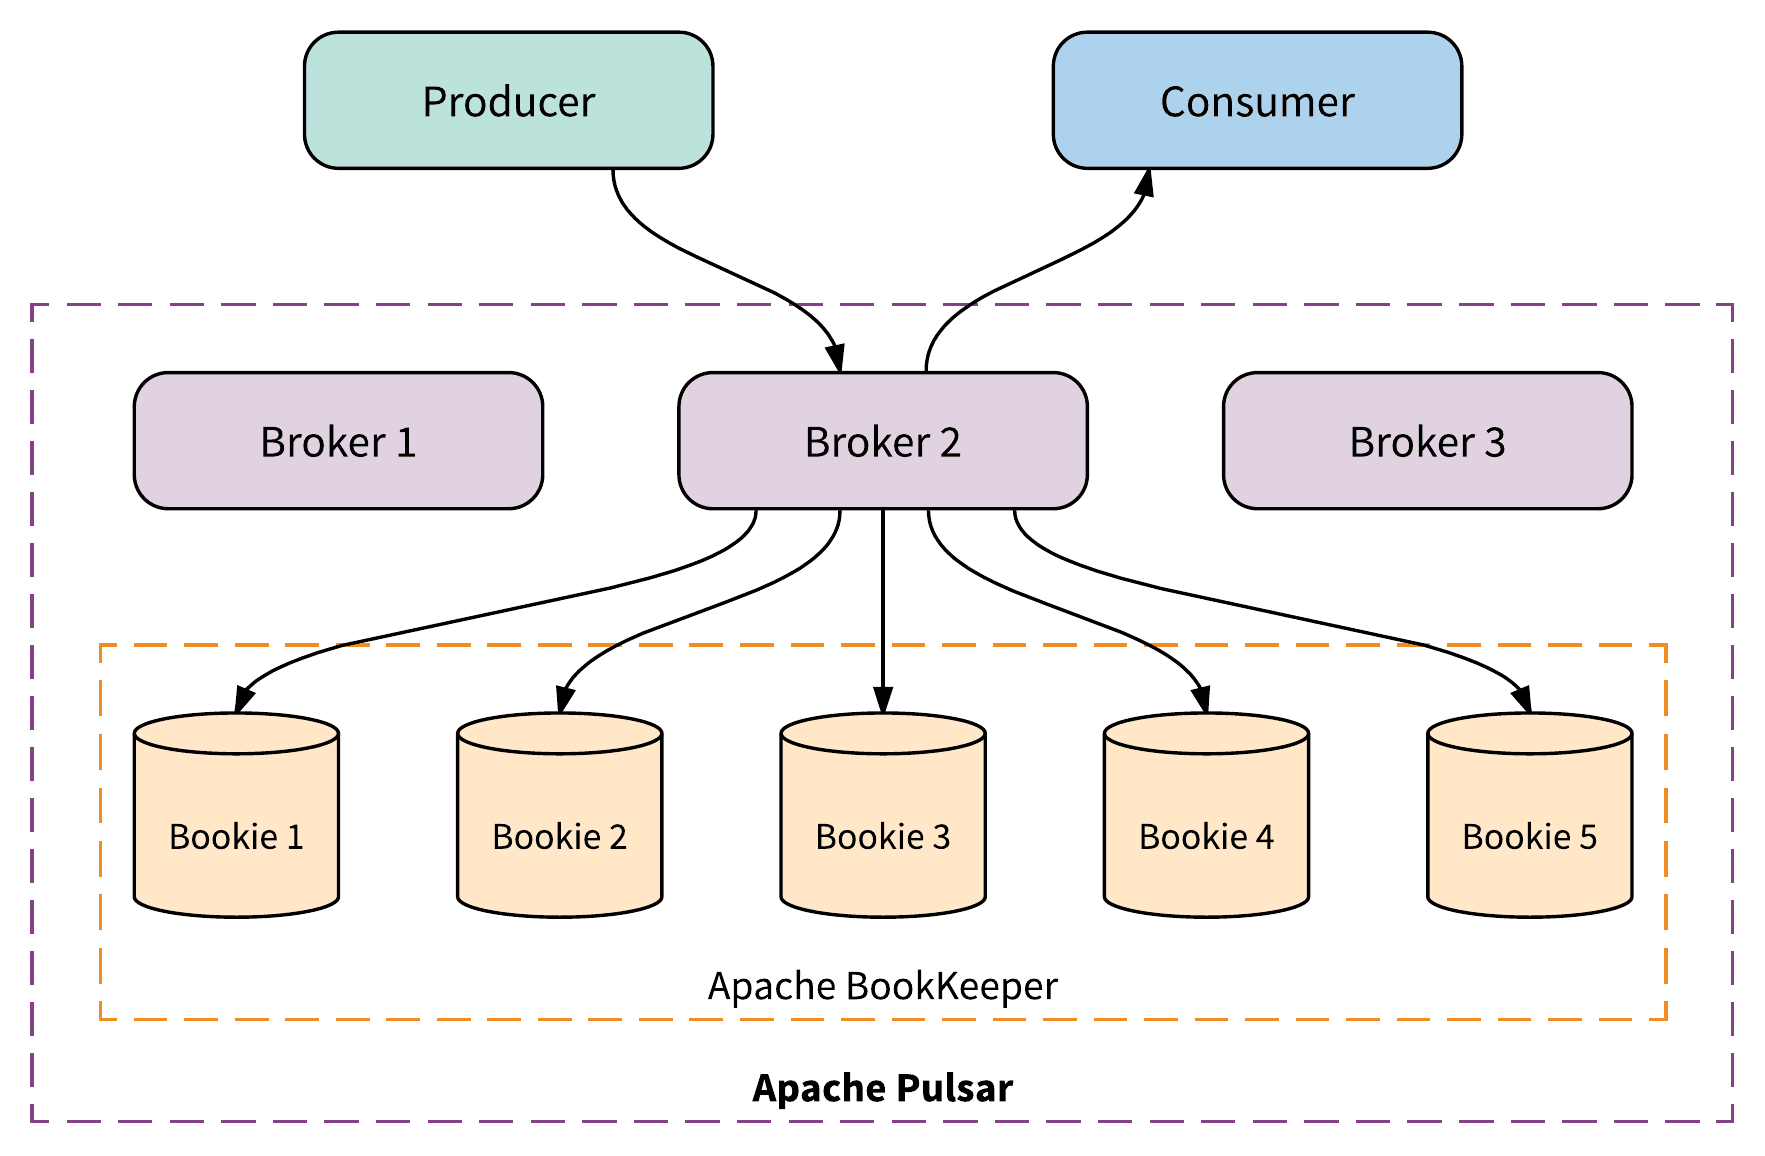 Producer
Consumer
Broker 1
Broker 2
Broker 3
Bookie 1
Bookie 2
Bookie 3
Bookie 4
Bookie 5
Apache BookKeeper
Apache Pulsar